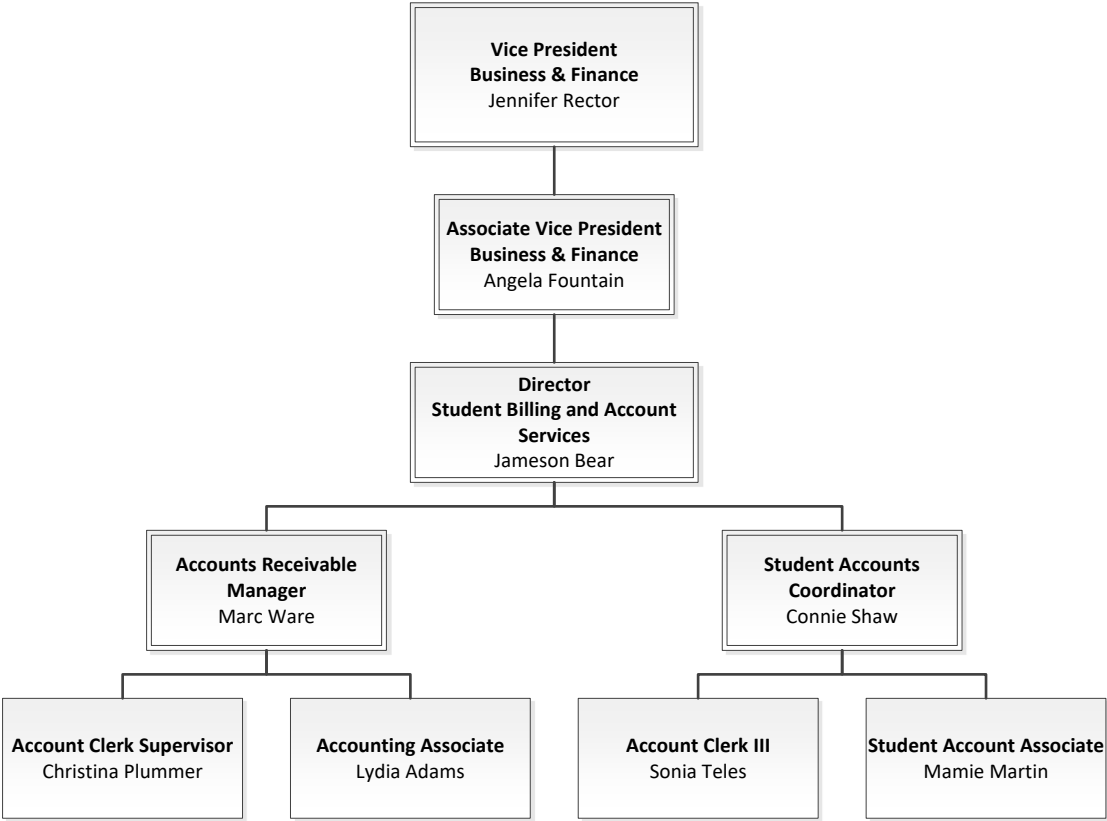 Vice President
Business & Finance
Jennifer Rector
Associate Vice President
Business & Finance
Angela Fountain
Director
Student Billing and Account
Services
Jameson Bear
Accounts Receivable
Manager
Marc Ware
Student Accounts
Coordinator
Connie Shaw
Account Clerk Supervisor
Christina Plummer
Accounting Associate
Lydia Adams
Account Clerk III
Sonia Teles
Student Account Associate
Mamie Martin